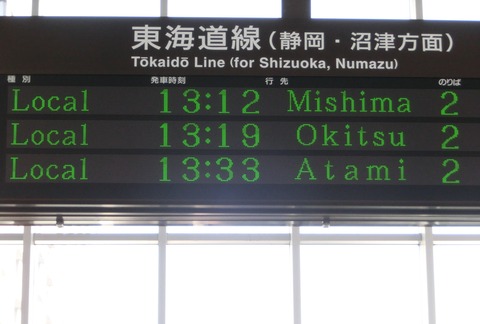 東海道線(静岡・沼津方面)
Tōkaidō Line (for Shizuoka, Numazu)
種別 発車時刻 行先 のりば
Local 13:12 Mishima 2
Local 13:19 Okitsu 2
Local 13:33 Atami 2